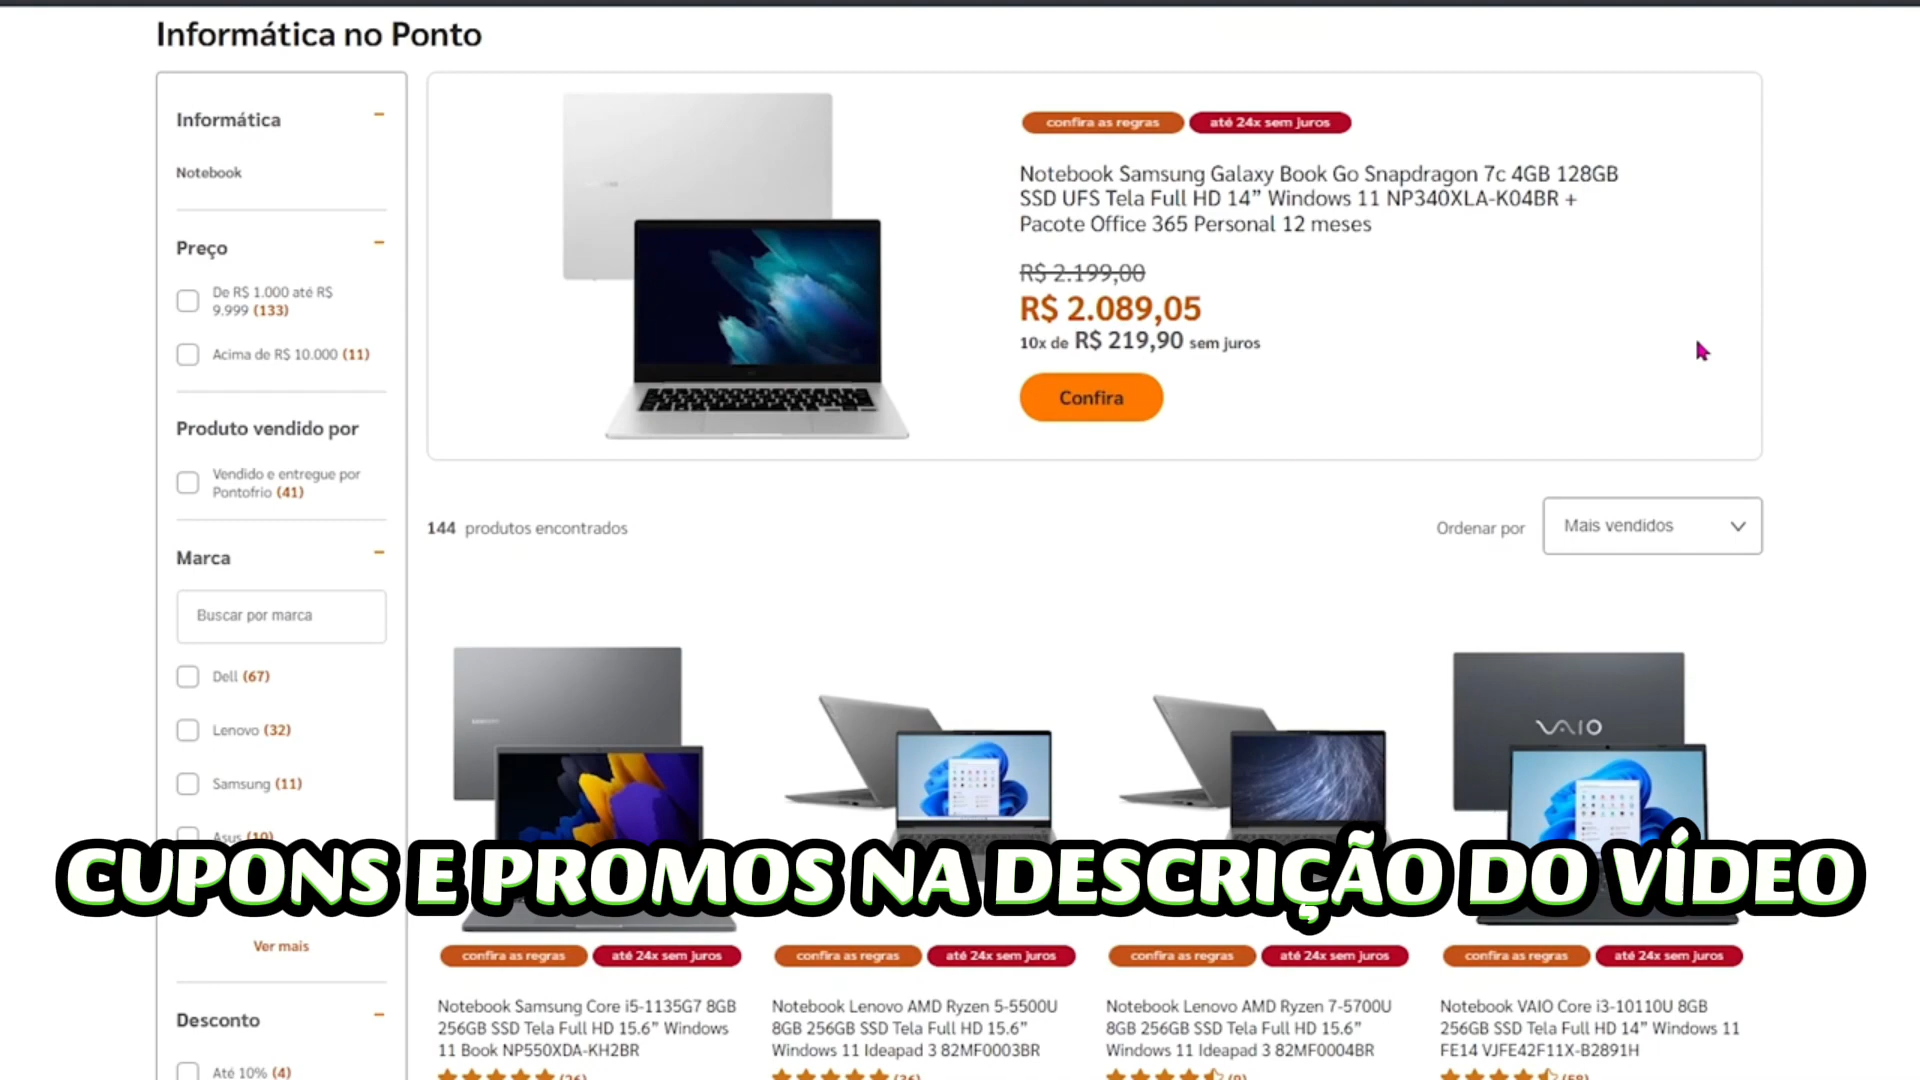 Informática no Ponto
Informática
Notebook
Preço
De R$ 1.000 até R$
9.999 (133)
Acima de R$ 10.000 (11)
Produto vendido por
Vendido e entregue por
Pontofrio (41)
Marca
Buscar por marca
Dell (67)
Lenovo (32)
Samsung (11)
Asus (10)
Ver mais
Desconto
Até 10% (4)
confira as regras
até 24x sem juros
Notebook Samsung Galaxy Book Go Snapdragon 7c 4GB 128GB
SSD UFS Tela Full HD 14” Windows 11 NP340XLA-K04BR +
Pacote Office 365 Personal 12 meses
R$ 2.199,00
R$ 2.089,05
10x de R$ 219,90 sem juros
Confira
144 produtos encontrados
Ordenar por
Mais vendidos
VAIO
CUPONS E PROMOS NA DESCRIÇÃO DO VÍDEO
confira as regras
até 24x sem juros
Notebook Samsung Core i5-1135G7 8GB
256GB SSD Tela Full HD 15.6” Windows
11 Book NP550XDA-KH2BR
(26)
confira as regras
até 24x sem juros
Notebook Lenovo AMD Ryzen 5-5500U
8GB 256GB SSD Tela Full HD 15.6”
Windows 11 Ideapad 3 82MF0003BR
(36)
confira as regras
até 24x sem juros
Notebook Lenovo AMD Ryzen 7-5700U
8GB 256GB SSD Tela Full HD 15.6”
Windows 11 Ideapad 3 82MF0004BR
(9)
confira as regras
até 24x sem juros
Notebook VAIO Core i3-10110U 8GB
256GB SSD Tela Full HD 14” Windows 11
FE14 VJFE42F11X-B2891H
(58)